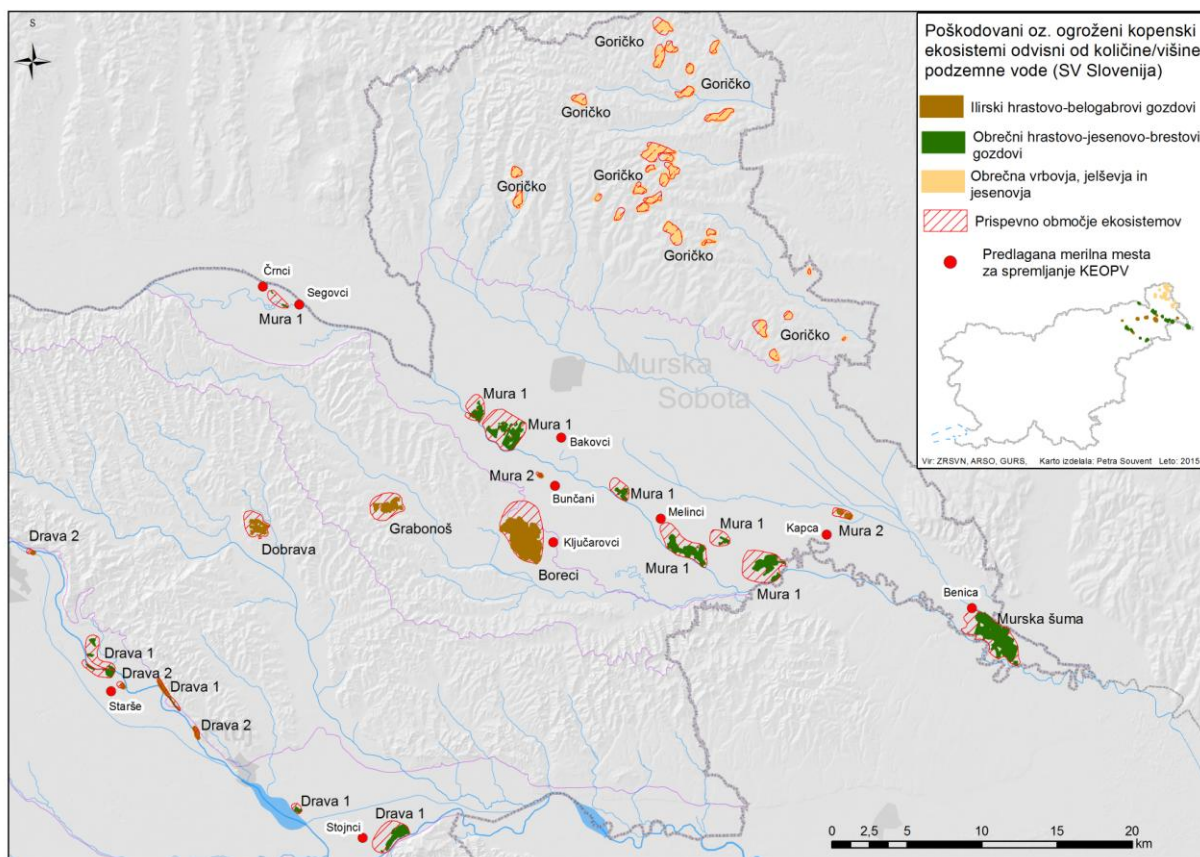 S
Poškodovani oz. ogroženi kopenski
ekosistemi odvisni od količine/višine
podzemne vode (SV Slovenija)
Ilirski hrastovo-belogabrovi gozdovi
Obrečni hrastovo-jesenovo-brestovi
gozdovi
Obrečna vrbovja, jelševja in
jesenovja
Prispevno območje ekosistemov
Predlagana merilna mesta
za spremljanje KEOPV
Vir: ZRSVN, ARSO, GURS, Karto izdelala: Petra Souvent Leto: 2015
Goričko
Goričko
Goričko
Goričko
Goričko
Goričko
Goričko
Črnci
Segovci
Mura 1
Murska
Sobota
Mura 1
Mura 1
Bakovci
Mura 2
Bunčani
Mura 1
Grabonoš
Melinci
Mura 1
Kapca
Mura 2
Dobrava
Ključarovci
Drava 2
Boreci
Mura 1
Mura 1
Benica
Murska šuma
Drava 1
Drava 2
Drava 1
Starše
Drava 2
Drava 1
Drava 1
Stojnci
0 2,5 5 10 15 20
km